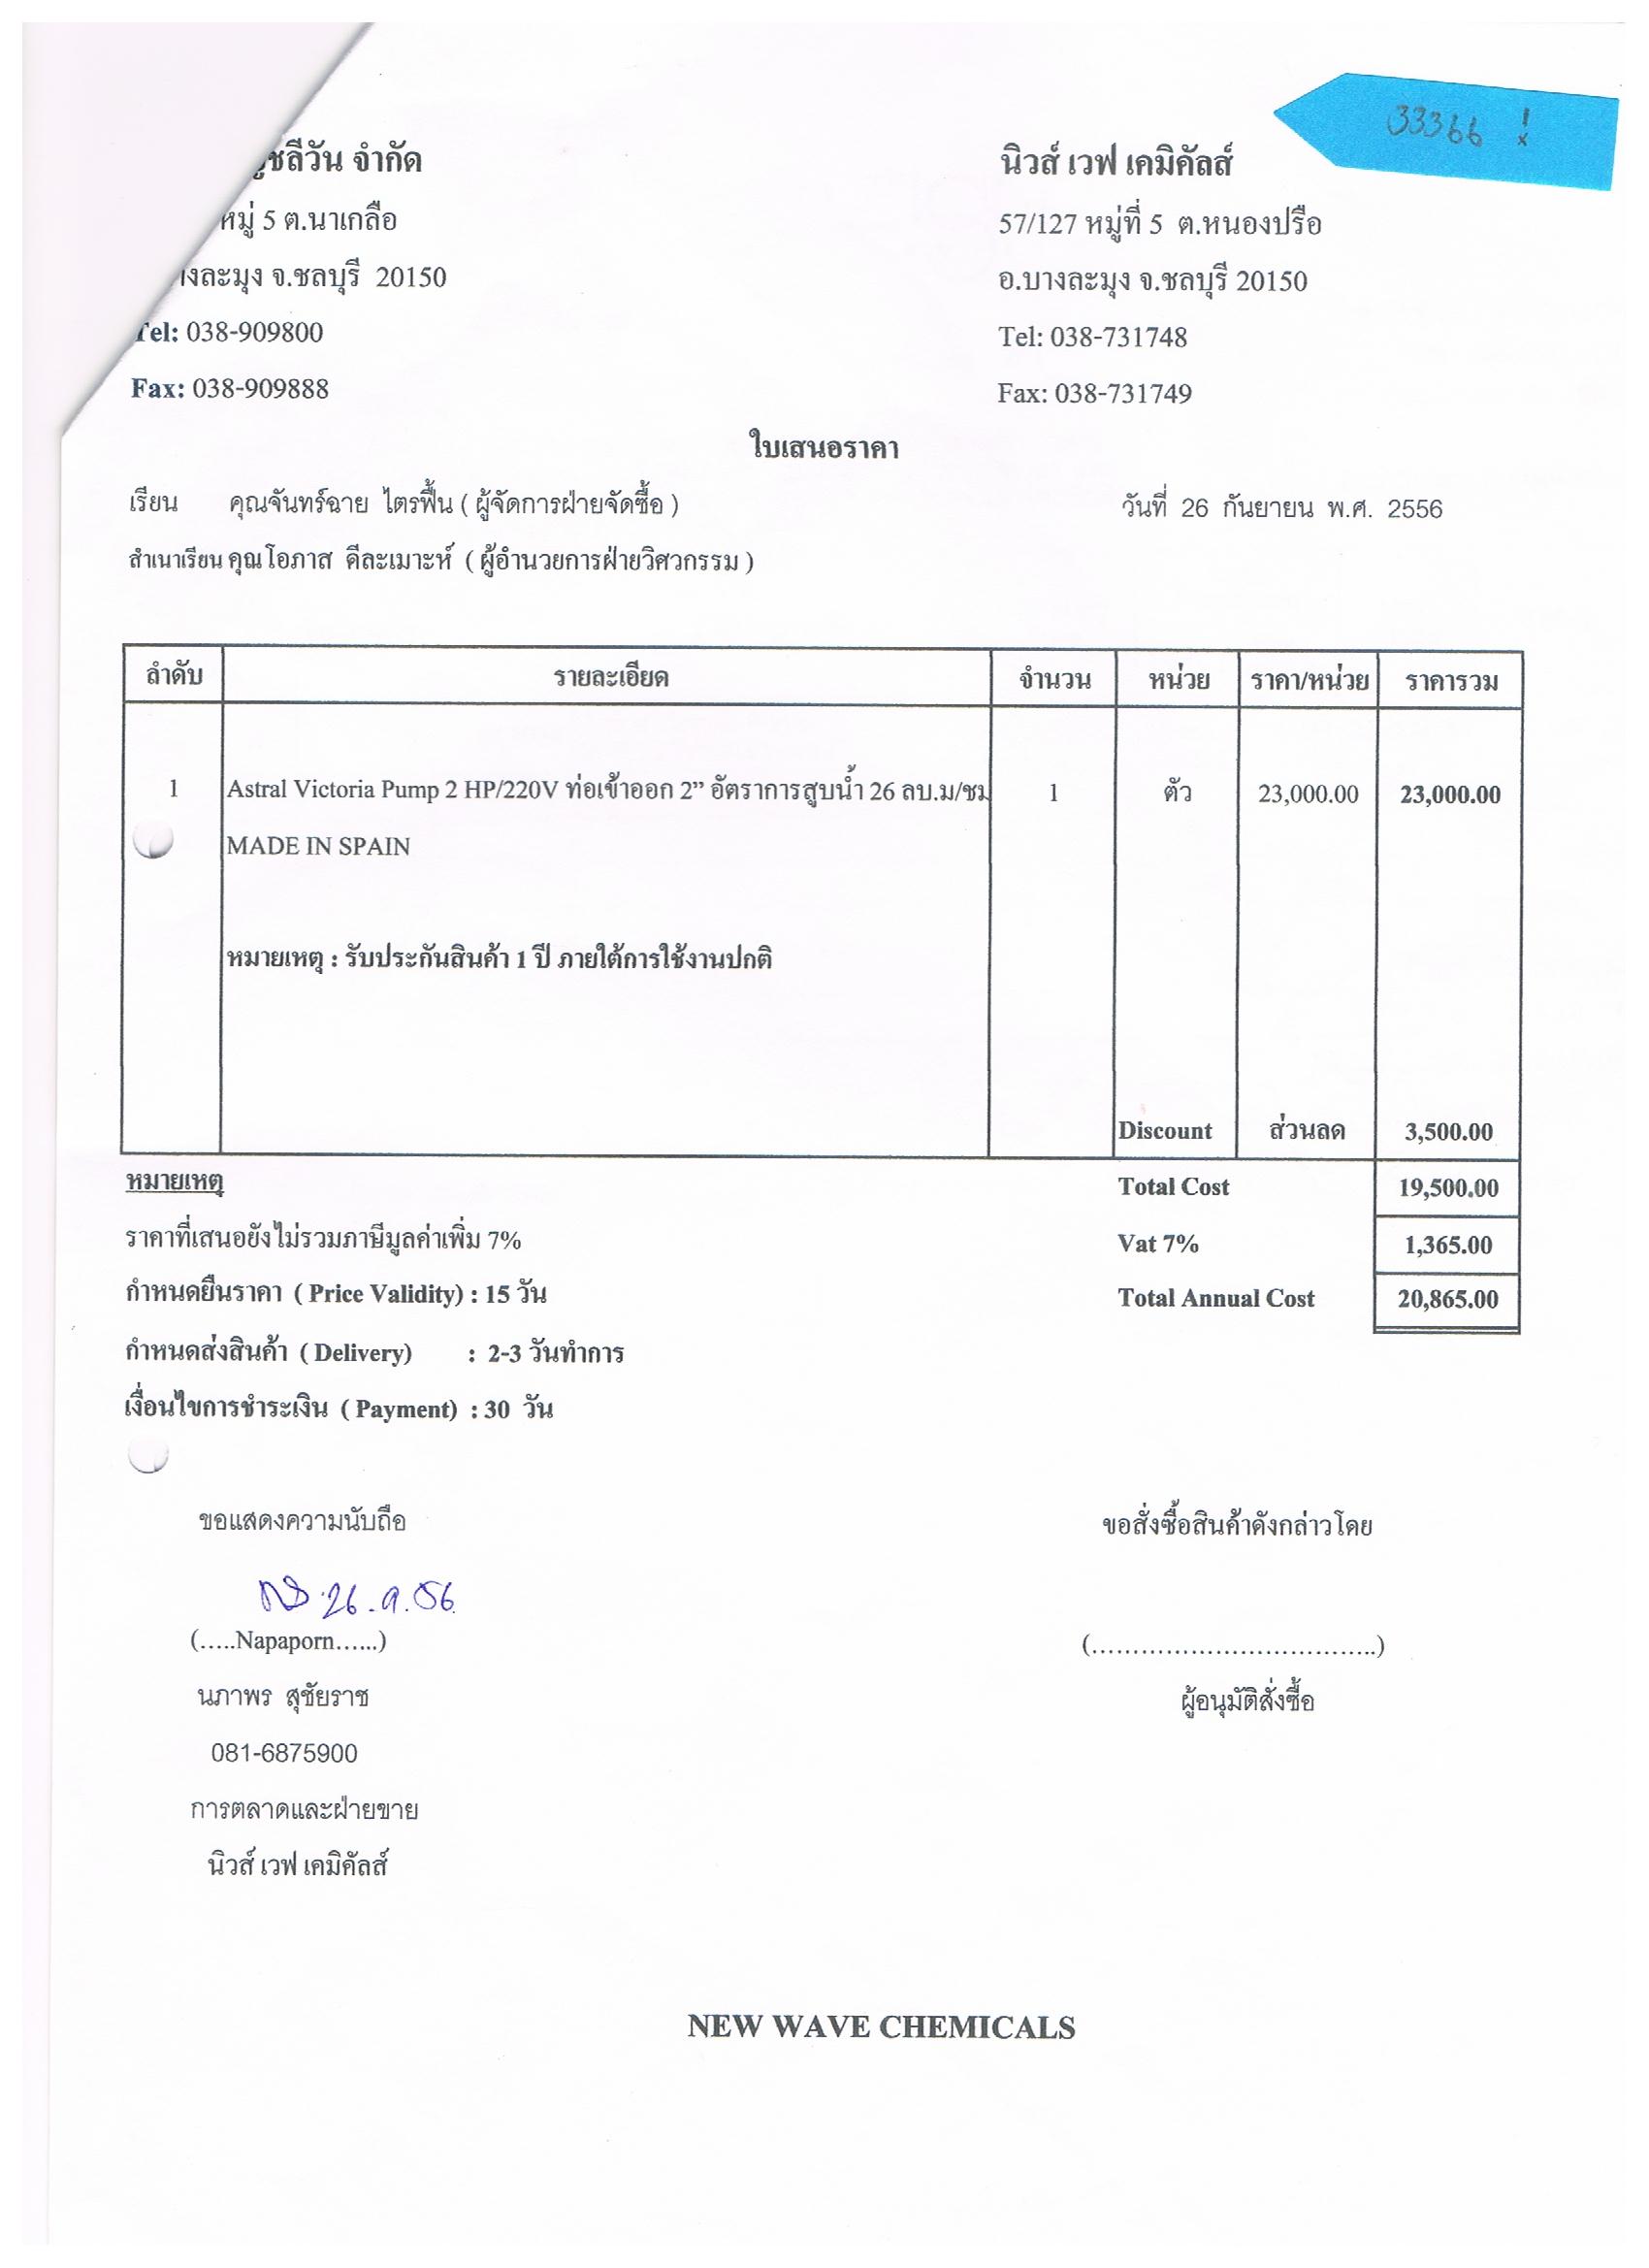 33366 !
ชลีวัน จำกัด
หมู่ 5 ต.นาเกลือ
างละมุง จ.ชลบุรี 20150
Tel: 038-909800
Fax: 038-909888
นิวส์ เวฟ เคมิคัลส์
57/127 หมู่ที่ 5 ต.หนองปรือ
อ.บางละมุง จ.ชลบุรี 20150
Tel: 038-731748
Fax: 038-731749
ใบเสนอราคา
เรียน คุณจันทร์ฉาย ไตรฟื้น ( ผู้จัดการฝ่ายจัดซื้อ ) วันที่ 26 กันยายน พ.ศ. 2556
สำเนาเรียน คุณโอภาส ดีละเมาะห์ ( ผู้อำนวยการฝ่ายวิศวกรรม )
ลำดับ รายละเอียด จำนวน หน่วย ราคา/หน่วย ราคารวม
1 Astral Victoria Pump 2 HP/220V ท่อเข้าออก 2” อัตราการสูบน้ำ 26 ลบ.ม/ชม. 1 ตัว 23,000.00 23,000.00
MADE IN SPAIN
หมายเหตุ : รับประกันสินค้า 1 ปี ภายใต้การใช้งานปกติ
Discount ส่วนลด 3,500.00
หมายเหตุ Total Cost 19,500.00
ราคาที่เสนอยังไม่รวมภาษีมูลค่าเพิ่ม 7% Vat 7% 1,365.00
กำหนดยืนราคา ( Price Validity) : 15 วัน Total Annual Cost 20,865.00
กำหนดส่งสินค้า ( Delivery) : 2-3 วันทำการ
เงื่อนไขการชำระเงิน ( Payment) : 30 วัน
ขอแสดงความนับถือ ขอสั่งซื้อสินค้าดังกล่าวโดย
26.9.56
(.....Napaporn......) (..................................)
นภาพร สุชัยราช ผู้อนุมัติสั่งซื้อ
081-6875900
การตลาดและฝ่ายขาย
นิวส์ เวฟ เคมิคัลส์
NEW WAVE CHEMICALS